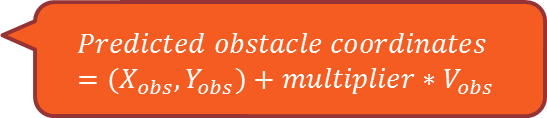 Predicted obstacle coordinates
= (X_obs, Y_obs) + multiplier * V_obs